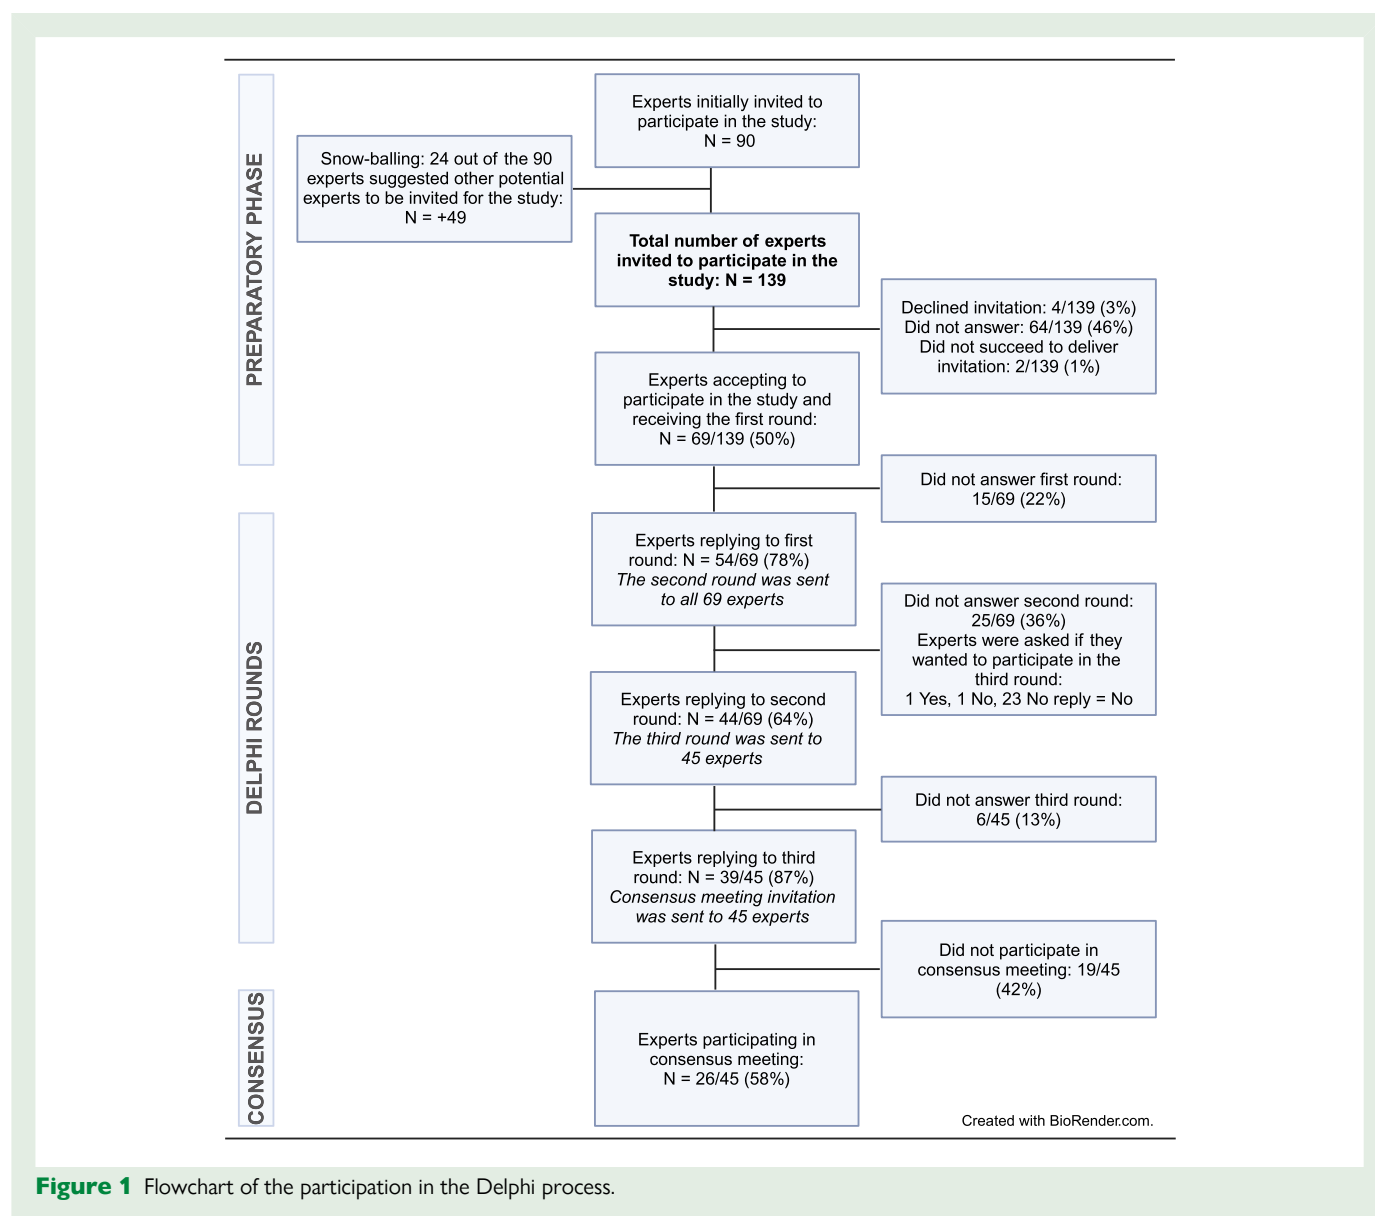 PREPARATORY PHASE
Experts initially invited to
participate in the study:
N = 90
Snow-balling: 24 out of the 90
experts suggested other potential
experts to be invited for the study:
N = +49
Total number of experts
invited to participate in the
study: N = 139
Declined invitation: 4/139 (3%)
Did not answer: 64/139 (46%)
Did not succeed to deliver
invitation: 2/139 (1%)
Experts accepting to
participate in the study and
receiving the first round:
N = 69/139 (50%)
Did not answer first round:
15/69 (22%)
DELPHI ROUNDS
Experts replying to first
round: N = 54/69 (78%)
The second round was sent
to all 69 experts
Did not answer second round:
25/69 (36%)
Experts were asked if they
wanted to participate in the
third round:
1 Yes, 1 No, 23 No reply = No
Experts replying to second
round: N = 44/69 (64%)
The third round was sent to
45 experts
Did not answer third round:
6/45 (13%)
Experts replying to third
round: N = 39/45 (87%)
Consensus meeting invitation
was sent to 45 experts
Did not participate in
consensus meeting: 19/45
(42%)
CONSENSUS
Experts participating in
consensus meeting:
N = 26/45 (58%)
Created with BioRender.com.
Figure 1 Flowchart of the participation in the Delphi process.